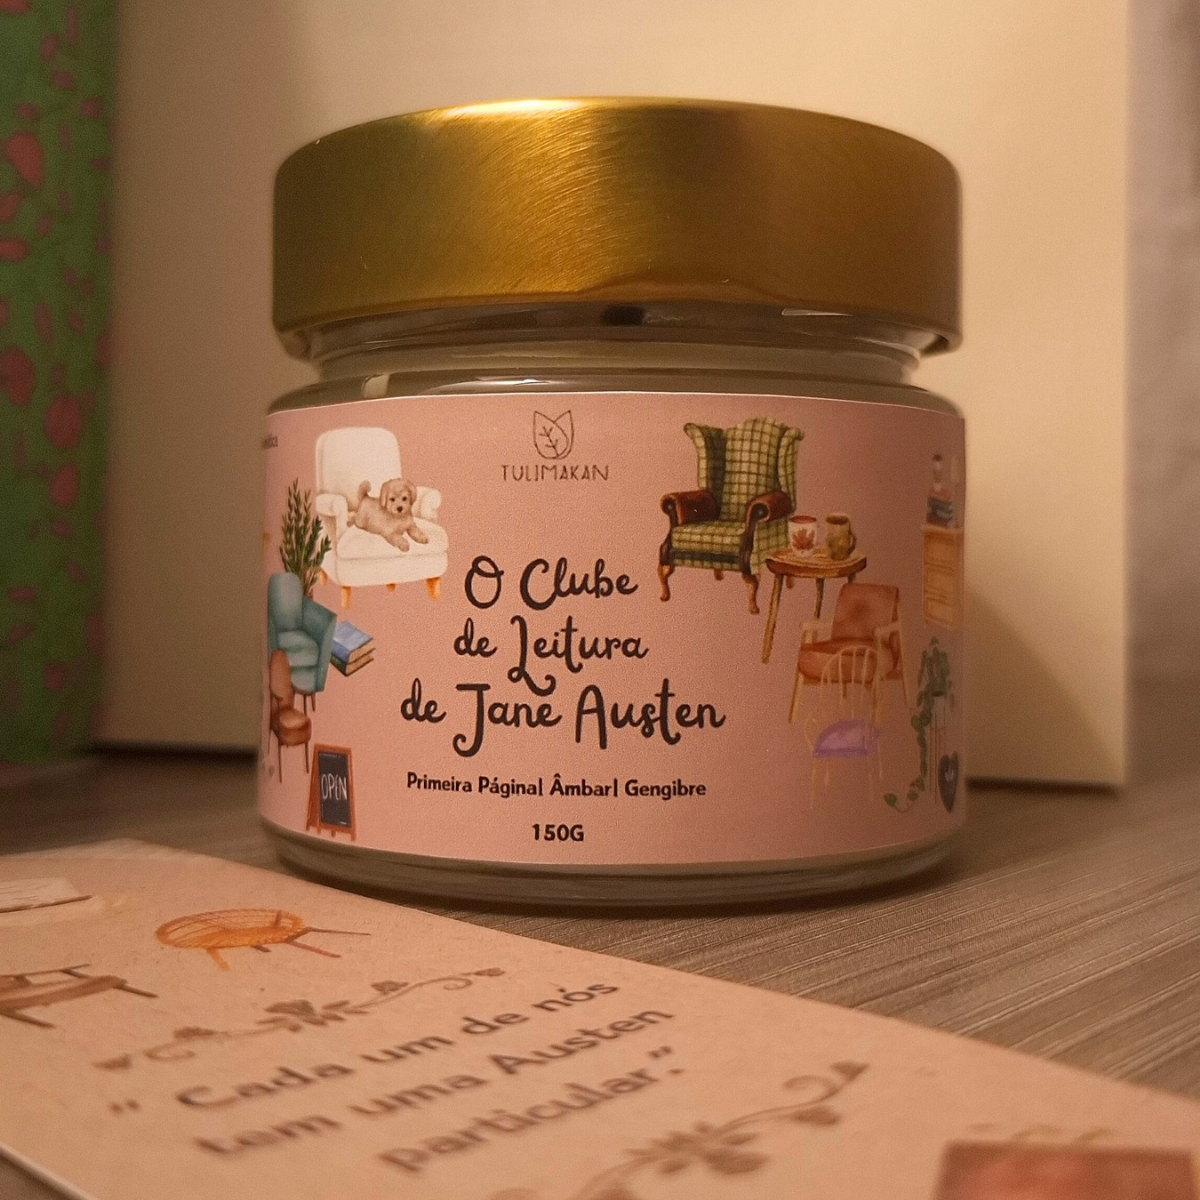 TULIMAKAN
O Clube
de Leitura
de Jane Austen
Primeira Página| Âmbar| Gengibre
150G
OPEN
" Cada um de nós
tem uma Austen
particular".